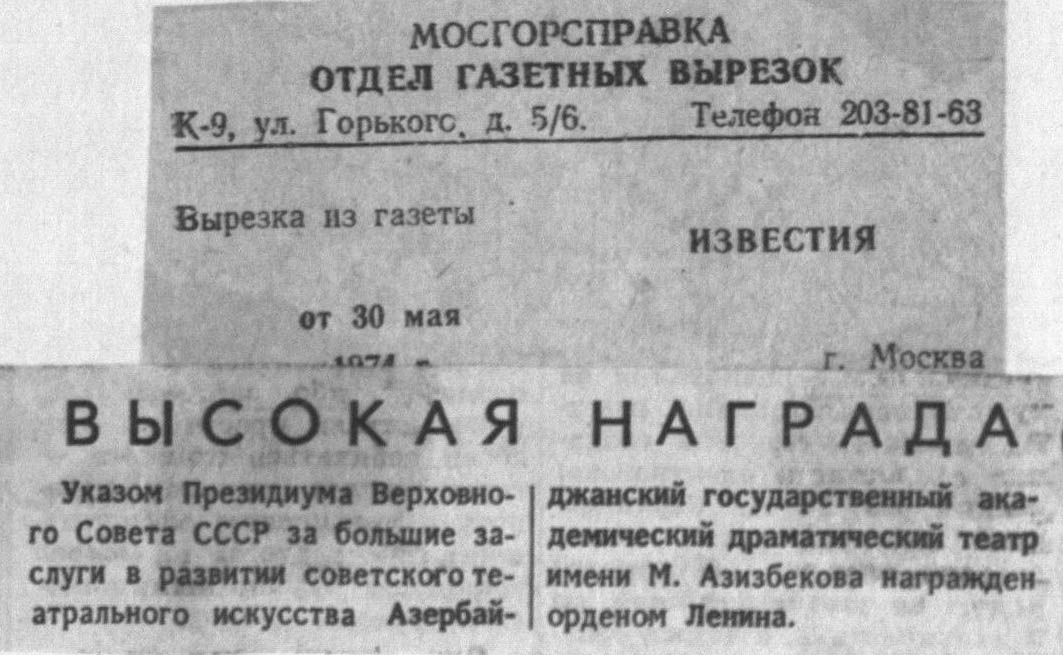 МОСГОРСПРАВКА
ОТДЕЛ ГАЗЕТНЫХ ВЫРЕЗОК
К-9, ул. Горького, д. 5/6. Телефон 203-81-63
Вырезка из газеты
ИЗВЕСТИЯ
от 30 мая
1974 г.
г. Москва
ВЫСОКАЯ НАГРАДА
Указом Президиума Верховно-
го Совета СССР за большие за-
слуги в развитии советского те-
атрального искусства Азербай-
джанский государственный ака-
демический драматический театр
имени М. Азизбекова награжден
орденом Ленина.